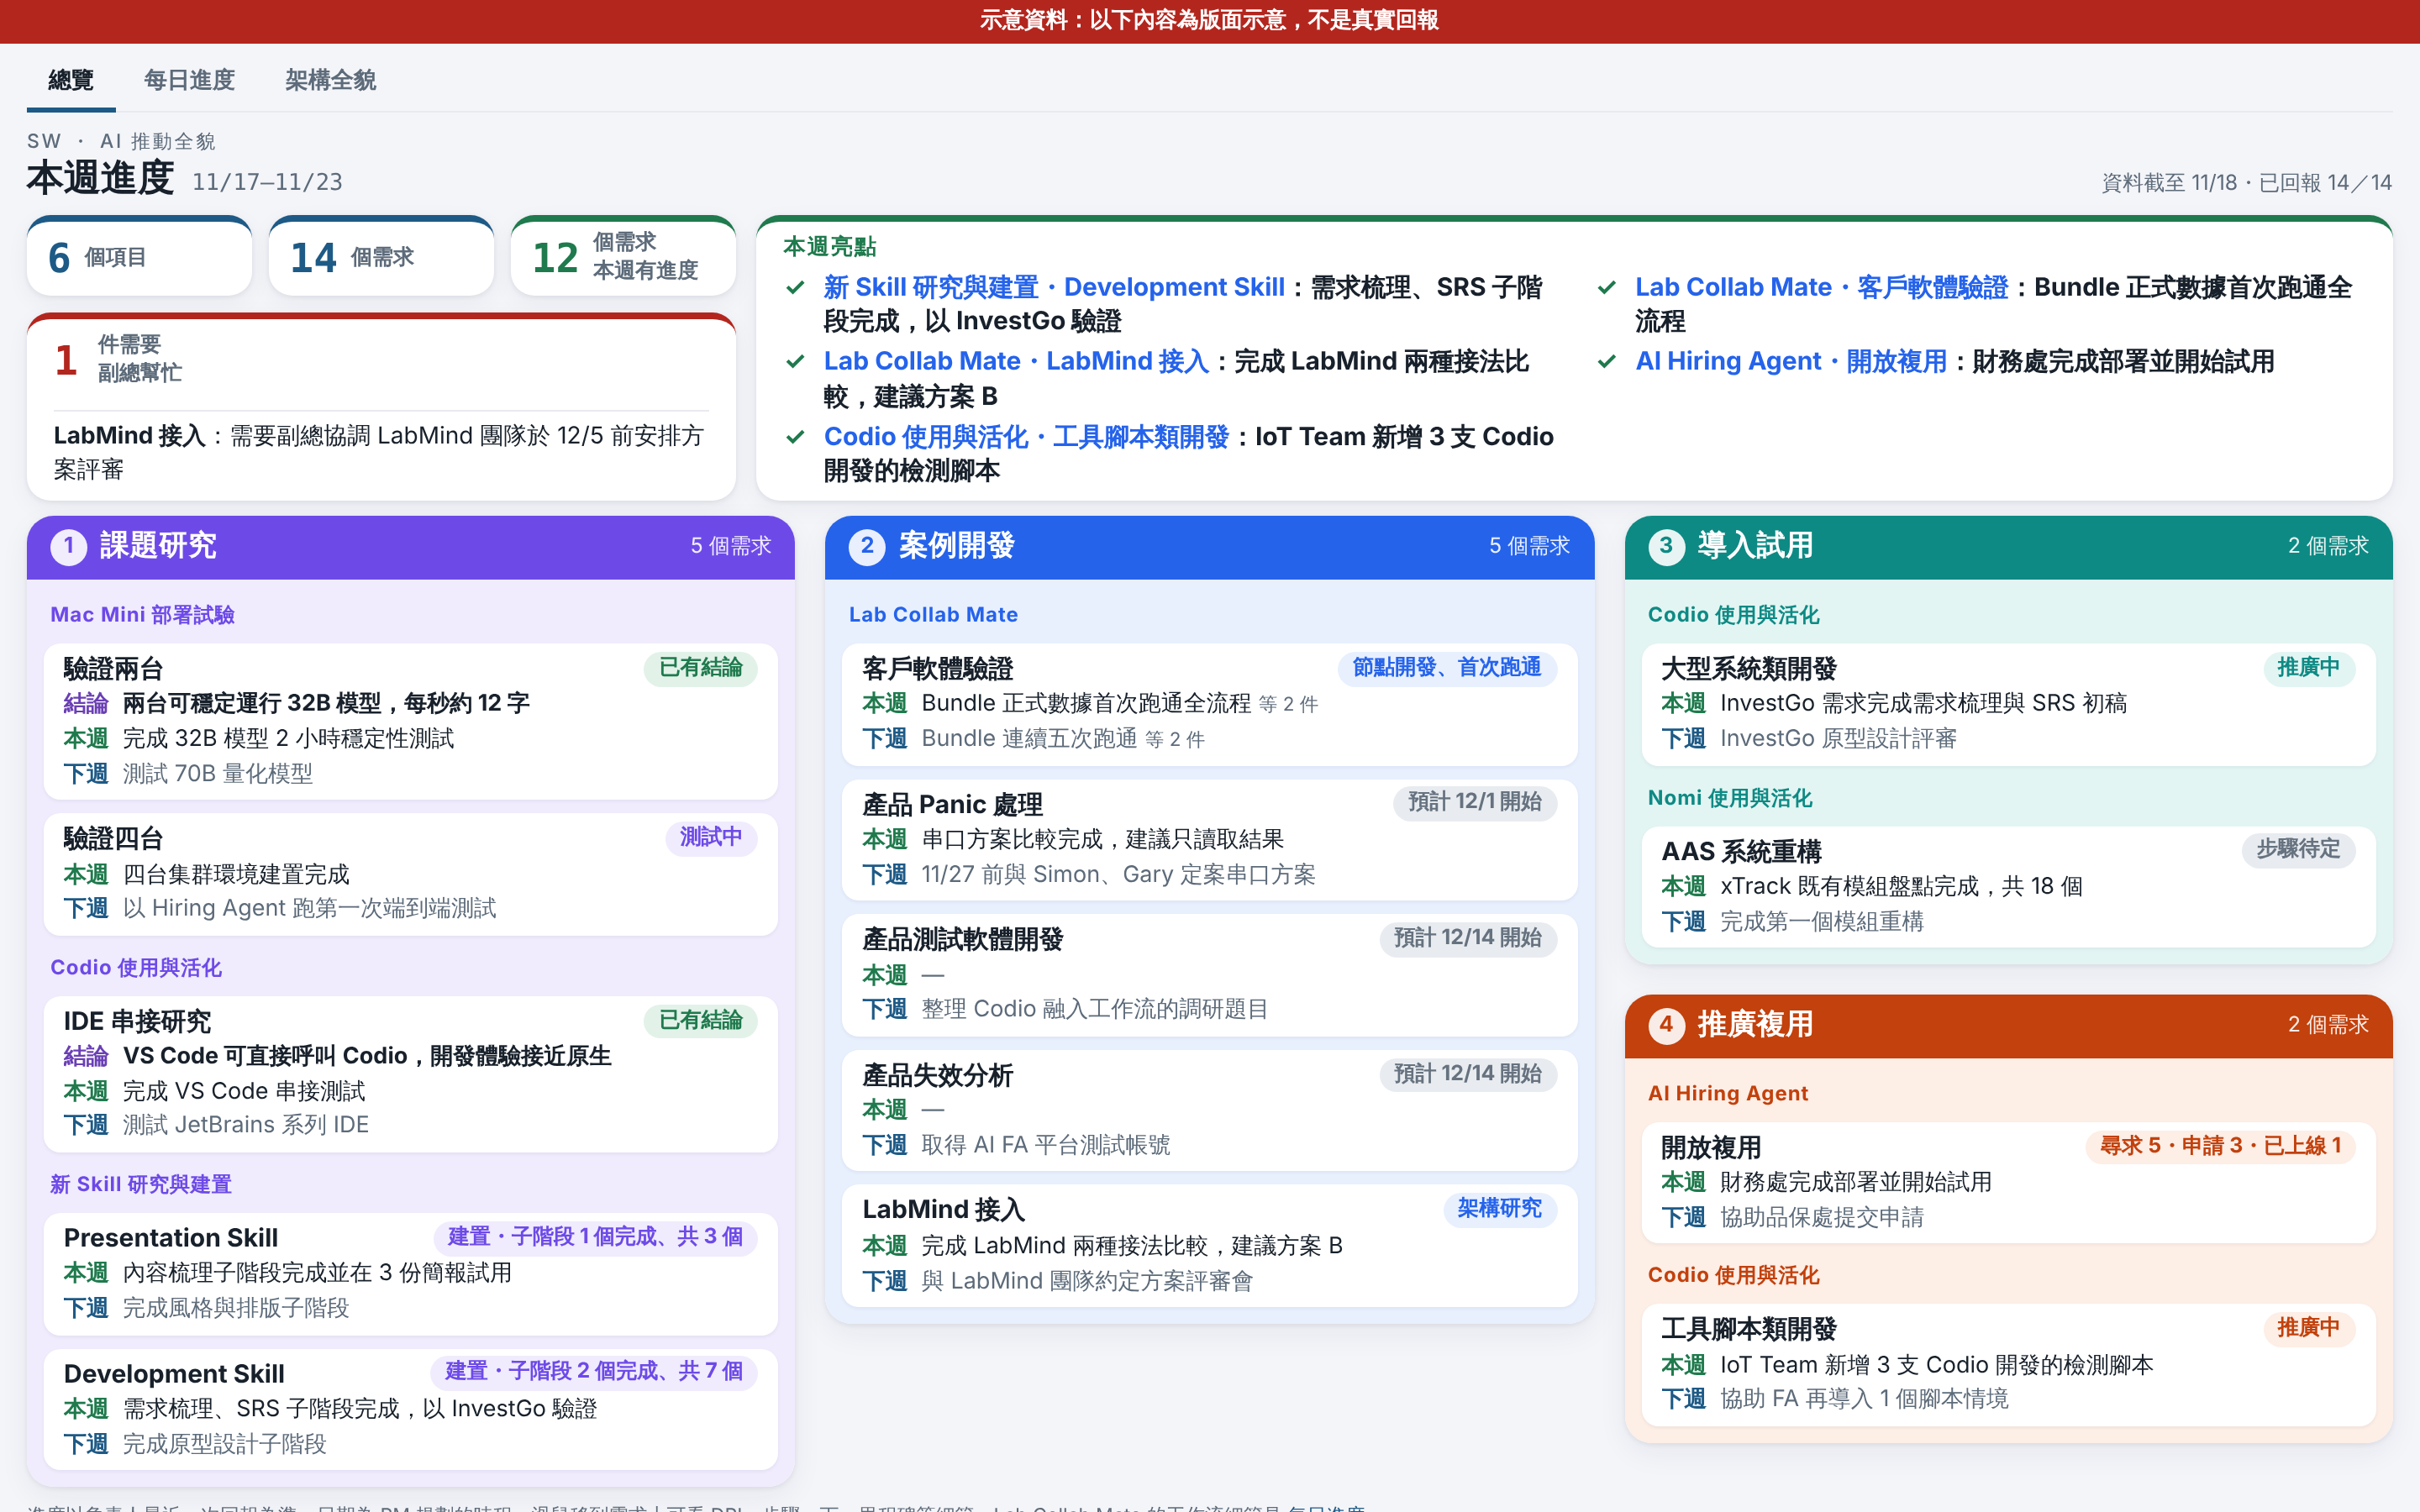 示意資料：以下內容為版面示意，不是真實回報
總覽
每日進度
架構全貌
SW · AI 推動全貌
本週進度 11/17–11/23
資料截至 11/18 · 已回報 14／14
6 個項目
14 個需求
12 個需求
本週有進度
1 件需要
副總幫忙
LabMind 接入：需要副總協調 LabMind 團隊於 12/5 前安排方
案評審
本週亮點
新 Skill 研究與建置 · Development Skill：需求梳理、SRS 子階
段完成，以 InvestGo 驗證
Lab Collab Mate · LabMind 接入：完成 LabMind 兩種接法比
較，建議方案 B
Codio 使用與活化 · 工具腳本類開發：IoT Team 新增 3 支 Codio
開發的檢測腳本
Lab Collab Mate · 客戶軟體驗證：Bundle 正式數據首次跑通全
流程
AI Hiring Agent · 開放複用：財務處完成部署並開始試用
1 課題研究 5 個需求
Mac Mini 部署試驗
驗證兩台 已有結論
結論 兩台可穩定運行 32B 模型，每秒約 12 字
本週 完成 32B 模型 2 小時穩定性測試
下週 測試 70B 量化模型
驗證四台 測試中
本週 四台集群環境建置完成
下週 以 Hiring Agent 跑第一次端到端測試
Codio 使用與活化
IDE 串接研究 已有結論
結論 VS Code 可直接呼叫 Codio，開發體驗接近原生
本週 完成 VS Code 串接測試
下週 測試 JetBrains 系列 IDE
新 Skill 研究與建置
Presentation Skill 建置 · 子階段 1 個完成、共 3 個
本週 內容梳理子階段完成並在 3 份簡報試用
下週 完成風格與排版子階段
Development Skill 建置 · 子階段 2 個完成、共 7 個
本週 需求梳理、SRS 子階段完成，以 InvestGo 驗證
下週 完成原型設計子階段
2 案例開發 5 個需求
Lab Collab Mate
客戶軟體驗證 節點開發、首次跑通
本週 Bundle 正式數據首次跑通全流程 等 2 件
下週 Bundle 連續五次跑通 等 2 件
產品 Panic 處理 預計 12/1 開始
本週 串口方案比較完成，建議只讀取結果
下週 11/27 前與 Simon、Gary 定案串口方案
產品測試軟體開發 預計 12/14 開始
本週 —
下週 整理 Codio 融入工作流的調研題目
產品失效分析 預計 12/14 開始
本週 —
下週 取得 AI FA 平台測試帳號
LabMind 接入 架構研究
本週 完成 LabMind 兩種接法比較，建議方案 B
下週 與 LabMind 團隊約定方案評審會
3 導入試用 2 個需求
Codio 使用與活化
大型系統類開發 推廣中
本週 InvestGo 需求完成需求梳理與 SRS 初稿
下週 InvestGo 原型設計評審
Nomi 使用與活化
AAS 系統重構 步驟待定
本週 xTrack 既有模組盤點完成，共 18 個
下週 完成第一個模組重構
4 推廣複用 2 個需求
AI Hiring Agent
開放複用 尋求 5 · 申請 3 · 已上線 1
本週 財務處完成部署並開始試用
下週 協助品保處提交申請
Codio 使用與活化
工具腳本類開發 推廣中
本週 IoT Team 新增 3 支 Codio 開發的檢測腳本
下週 協助 FA 再導入 1 個腳本情境